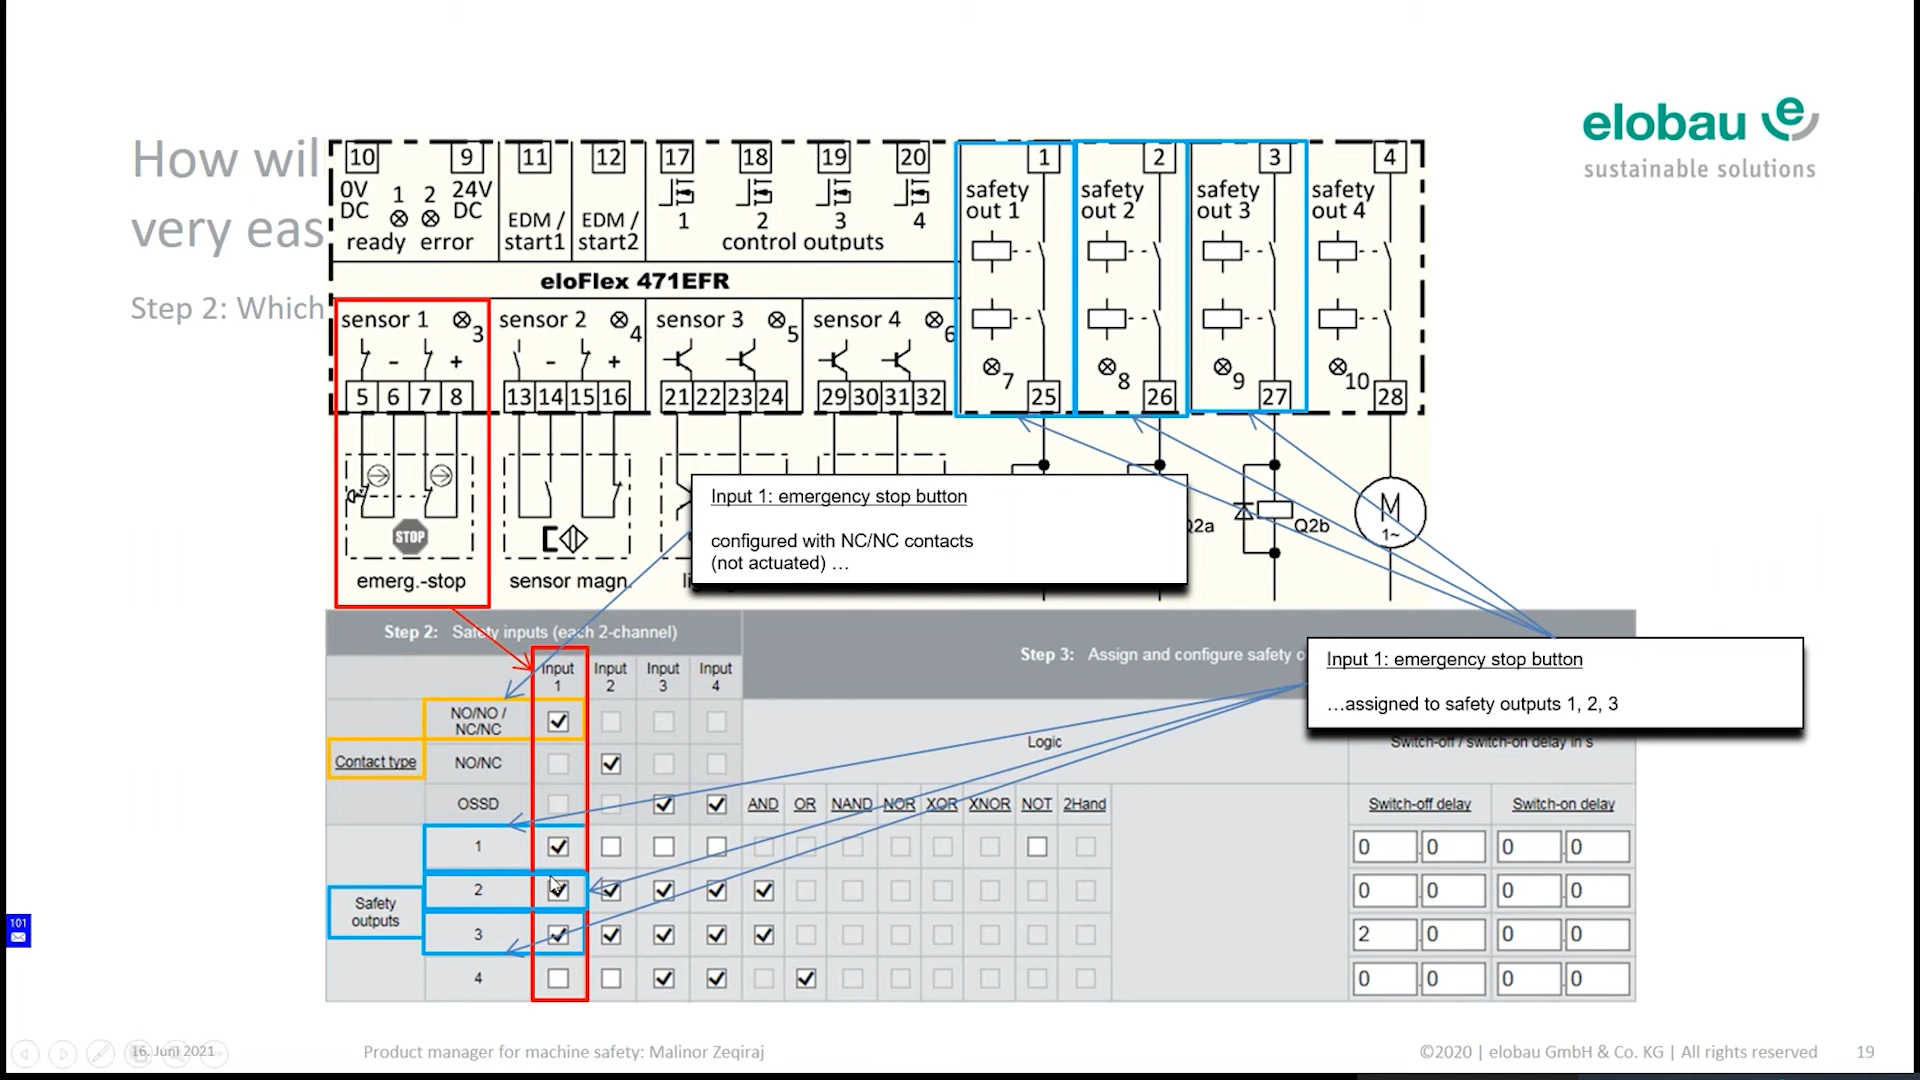 How wil
very eas
Step 2: Which
elobau
sustainable solutions
10 9 11 12 17 18 19 20 1 2 3 4
0V DC 1 2 24V DC
ready error
EDM / start1
EDM / start2
1 2 3 4
control outputs
safety out 1
safety out 2
safety out 3
safety out 4
eloFlex 471EFR
sensor 1 3
sensor 2 4
sensor 3 5
sensor 4 6
- + - +
7 8 9 10
5 6 7 8 13 14 15 16 21 22 23 24 29 30 31 32 25 26 27 28
STOP
emerg.-stop
sensor magn.
Q2b
M
1~
Input 1: emergency stop button
configured with NC/NC contacts
(not actuated) …
Input 1: emergency stop button
…assigned to safety outputs 1, 2, 3
Step 2: Safety inputs (each 2-channel)
Step 3: Assign and configure safety o
Input 1
Input 2
Input 3
Input 4
Contact type
NO/NO /
NC/NC
NO/NC
OSSD
Logic
Switch-off / switch-on delay in s
AND OR NAND NOR XOR XNOR NOT 2Hand
Switch-off delay Switch-on delay
Safety
outputs
1 0 0 0 0
2 0 0 0 0
3 2 0 0 0
4 0 0 0 0
101
16. Juni 2021
Product manager for machine safety: Malinor Zeqiraj
©2020 | elobau GmbH & Co. KG | All rights reserved
19